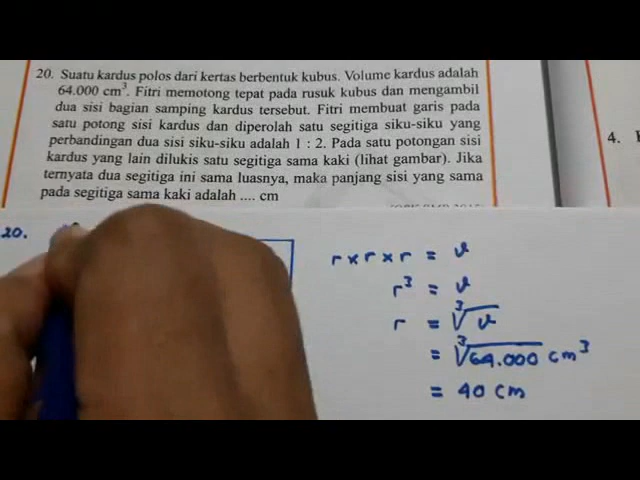 20. Suatu kardus polos dari kertas berbentuk kubus. Volume kardus adalah
64.000 cm³. Fitri memotong tepat pada rusuk kubus dan mengambil
dua sisi bagian samping kardus tersebut. Fitri membuat garis pada
satu potong sisi kardus dan diperolah satu segitiga siku-siku yang
perbandingan dua sisi siku-siku adalah 1 : 2. Pada satu potongan sisi
kardus yang lain dilukis satu segitiga sama kaki (lihat gambar). Jika
ternyata dua segitiga ini sama luasnya, maka panjang sisi yang sama
pada segitiga sama kaki adalah .... cm
4.
20.
r × r × r = v
r³ = v
r = ∛v
= ∛64.000 cm³
= 40 cm